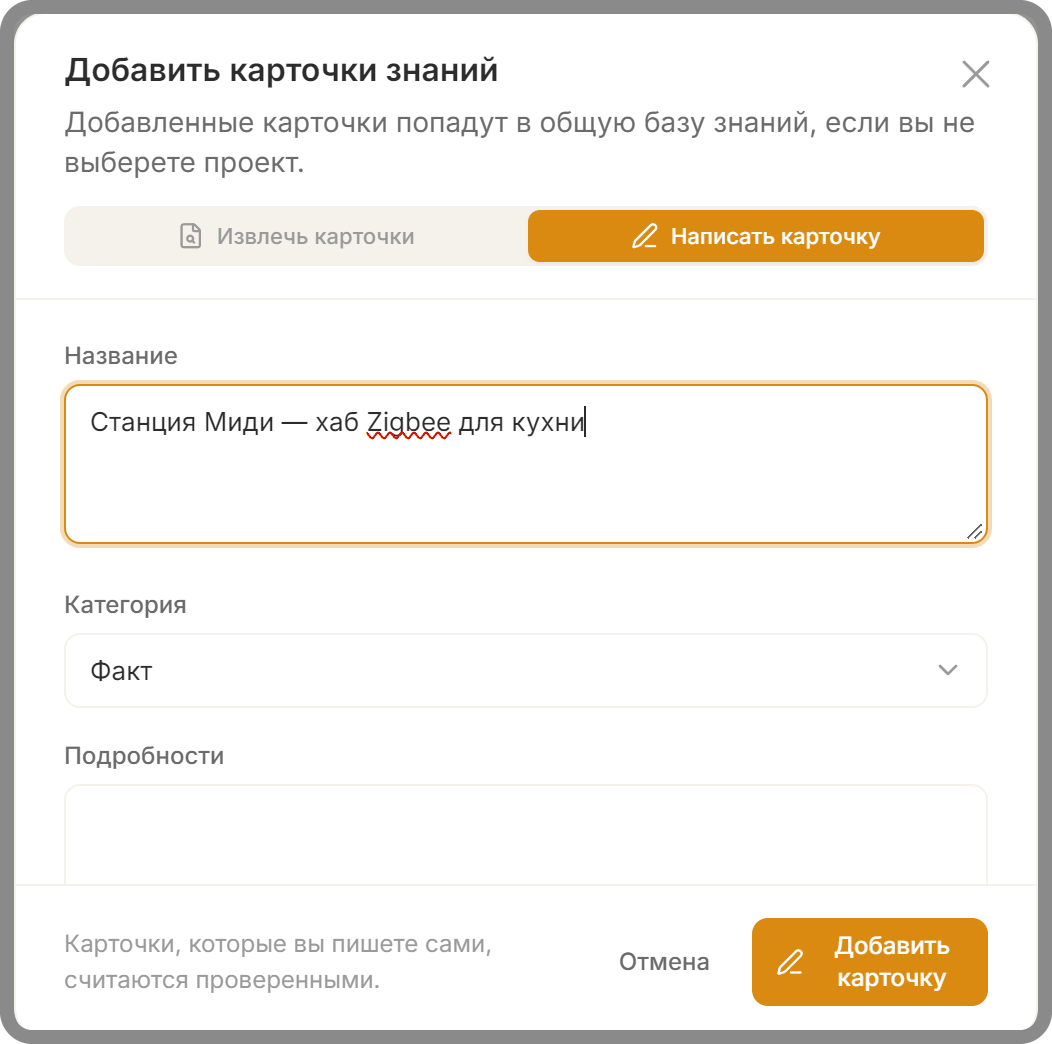 Добавить карточки знаний
Добавленные карточки попадут в общую базу знаний, если вы не
выберете проект.
Извлечь карточки
Написать карточку
Название
Станция Миди — хаб Zigbee для кухни
Категория
Факт
Подробности
Карточки, которые вы пишете сами,
считаются проверенными.
Отмена
Добавить
карточку